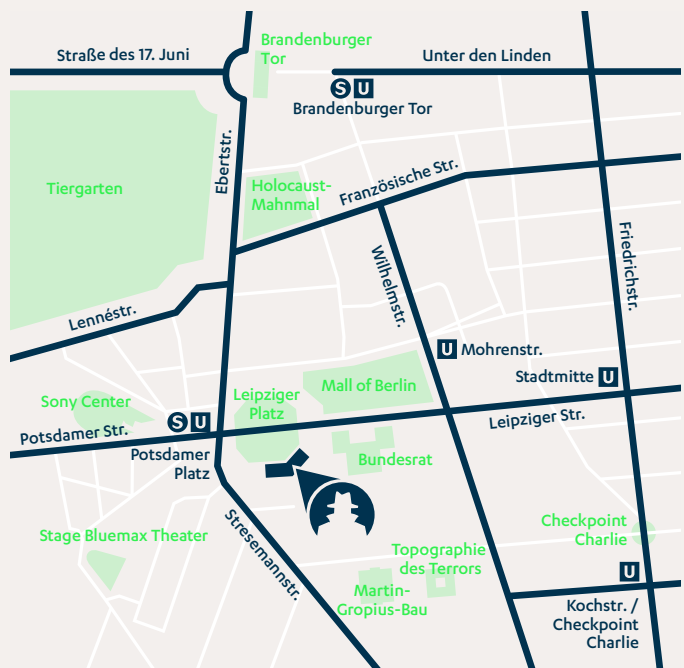 Straße des 17. Juni
Brandenburger
Tor
Unter den Linden
S U
Brandenburger Tor
Ebertstr.
Tiergarten
Holocaust-
Mahnmal
Französische Str.
Friedrichstr.
Wilhelmstr.
Lennéstr.
U Mohrenstr.
Stadtmitte U
Mall of Berlin
Sony Center
Leipziger
Platz
S U
Potsdamer Str.
Leipziger Str.
Potsdamer
Platz
Bundesrat
Stresemannstr.
Checkpoint
Charlie
Stage Bluemax Theater
Topographie
des Terrors
U
Martin-
Gropius-Bau
Kochstr. /
Checkpoint
Charlie